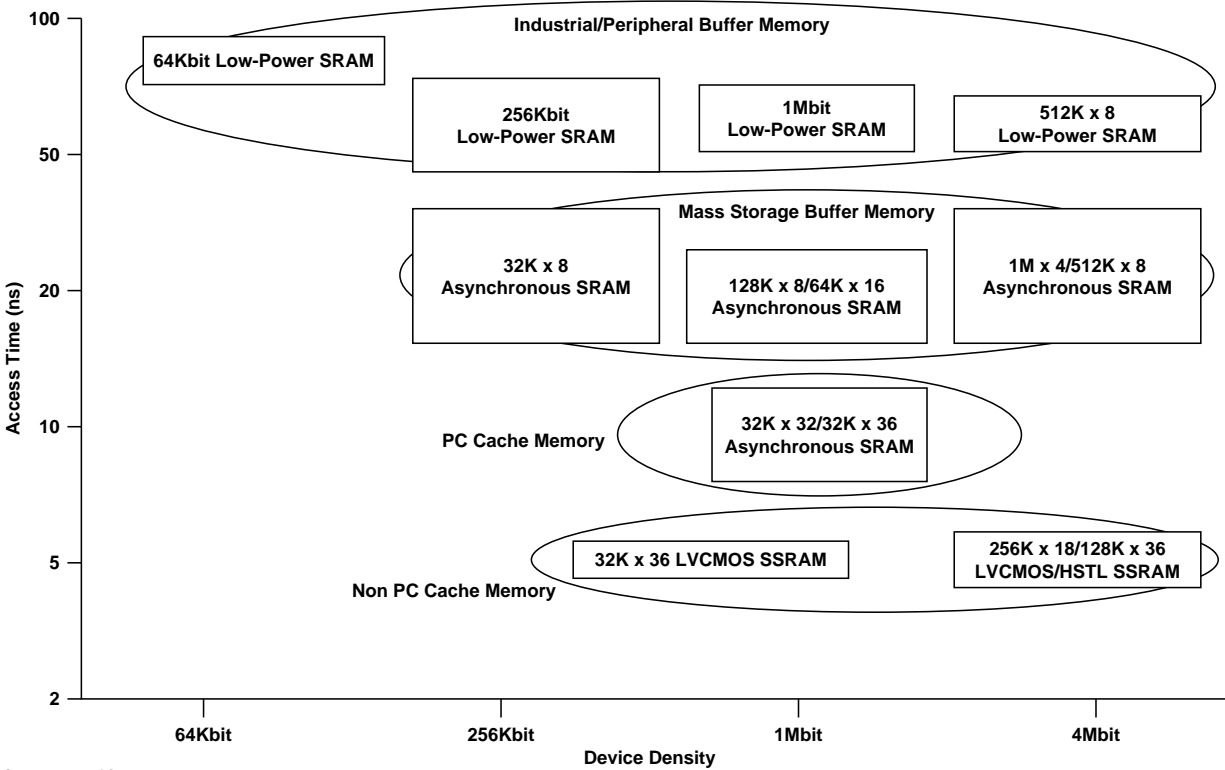 100
Industrial/Peripheral Buffer Memory
64Kbit Low-Power SRAM
256Kbit
Low-Power SRAM
1Mbit
Low-Power SRAM
512K x 8
Low-Power SRAM
50
Mass Storage Buffer Memory
32K x 8
Asynchronous SRAM
128K x 8/64K x 16
Asynchronous SRAM
1M x 4/512K x 8
Asynchronous SRAM
20
Access Time (ns)
10
PC Cache Memory
32K x 32/32K x 36
Asynchronous SRAM
5
32K x 36 LVCMOS SSRAM
256K x 18/128K x 36
LVCMOS/HSTL SSRAM
Non PC Cache Memory
2
64Kbit
256Kbit
1Mbit
4Mbit
Device Density